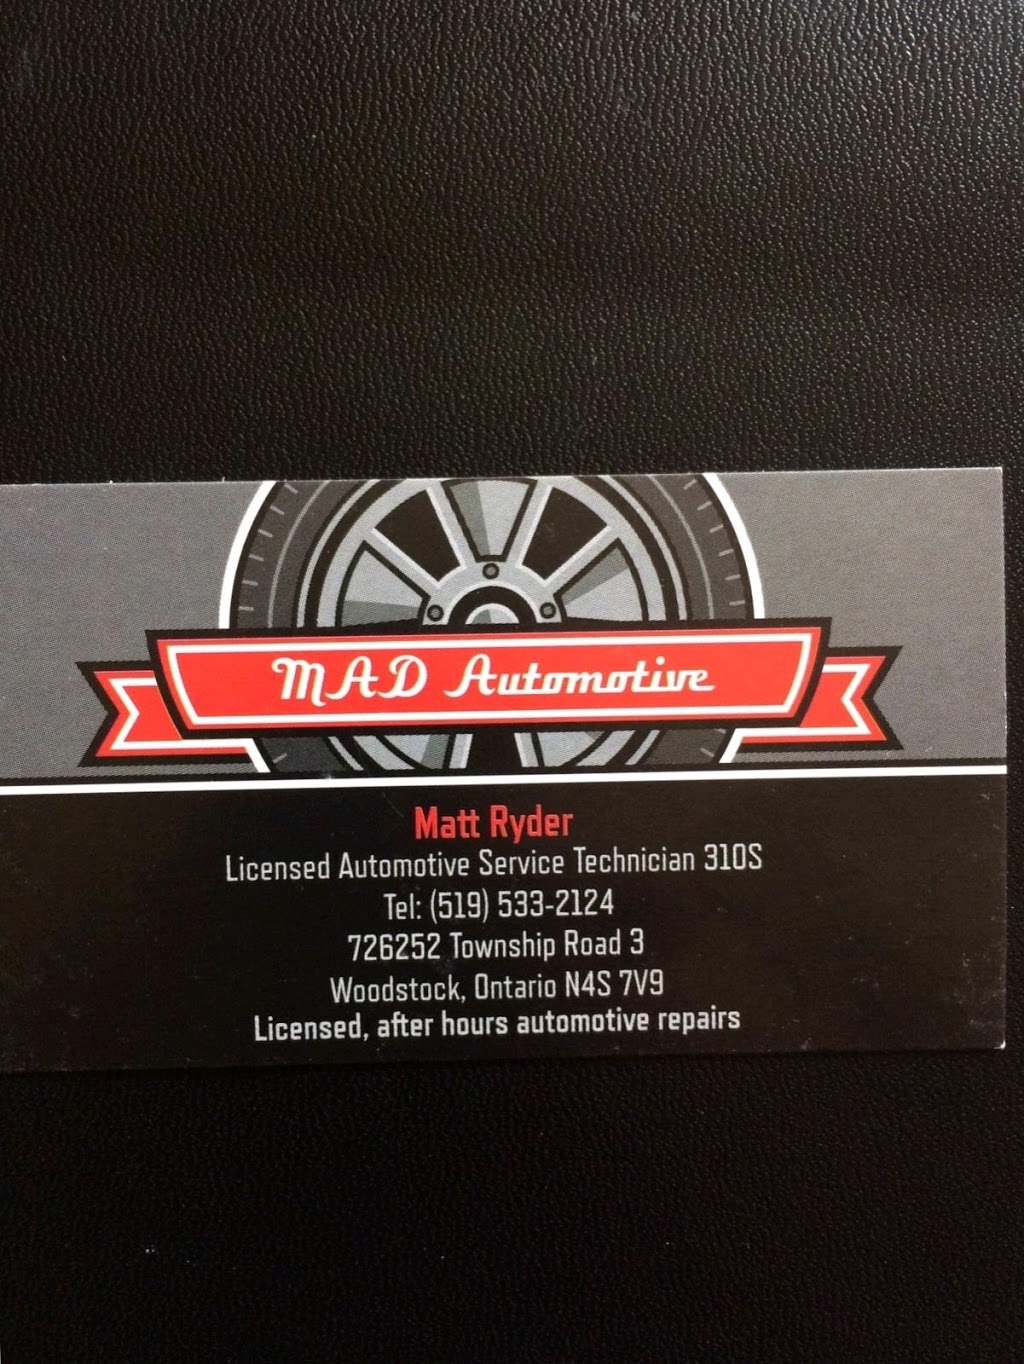 MAD Automotive
Matt Ryder
Licensed Automotive Service Technician 310S
Tel: (519) 533-2124
726252 Township Road 3
Woodstock, Ontario N4S 7V9
Licensed, after hours automotive repairs